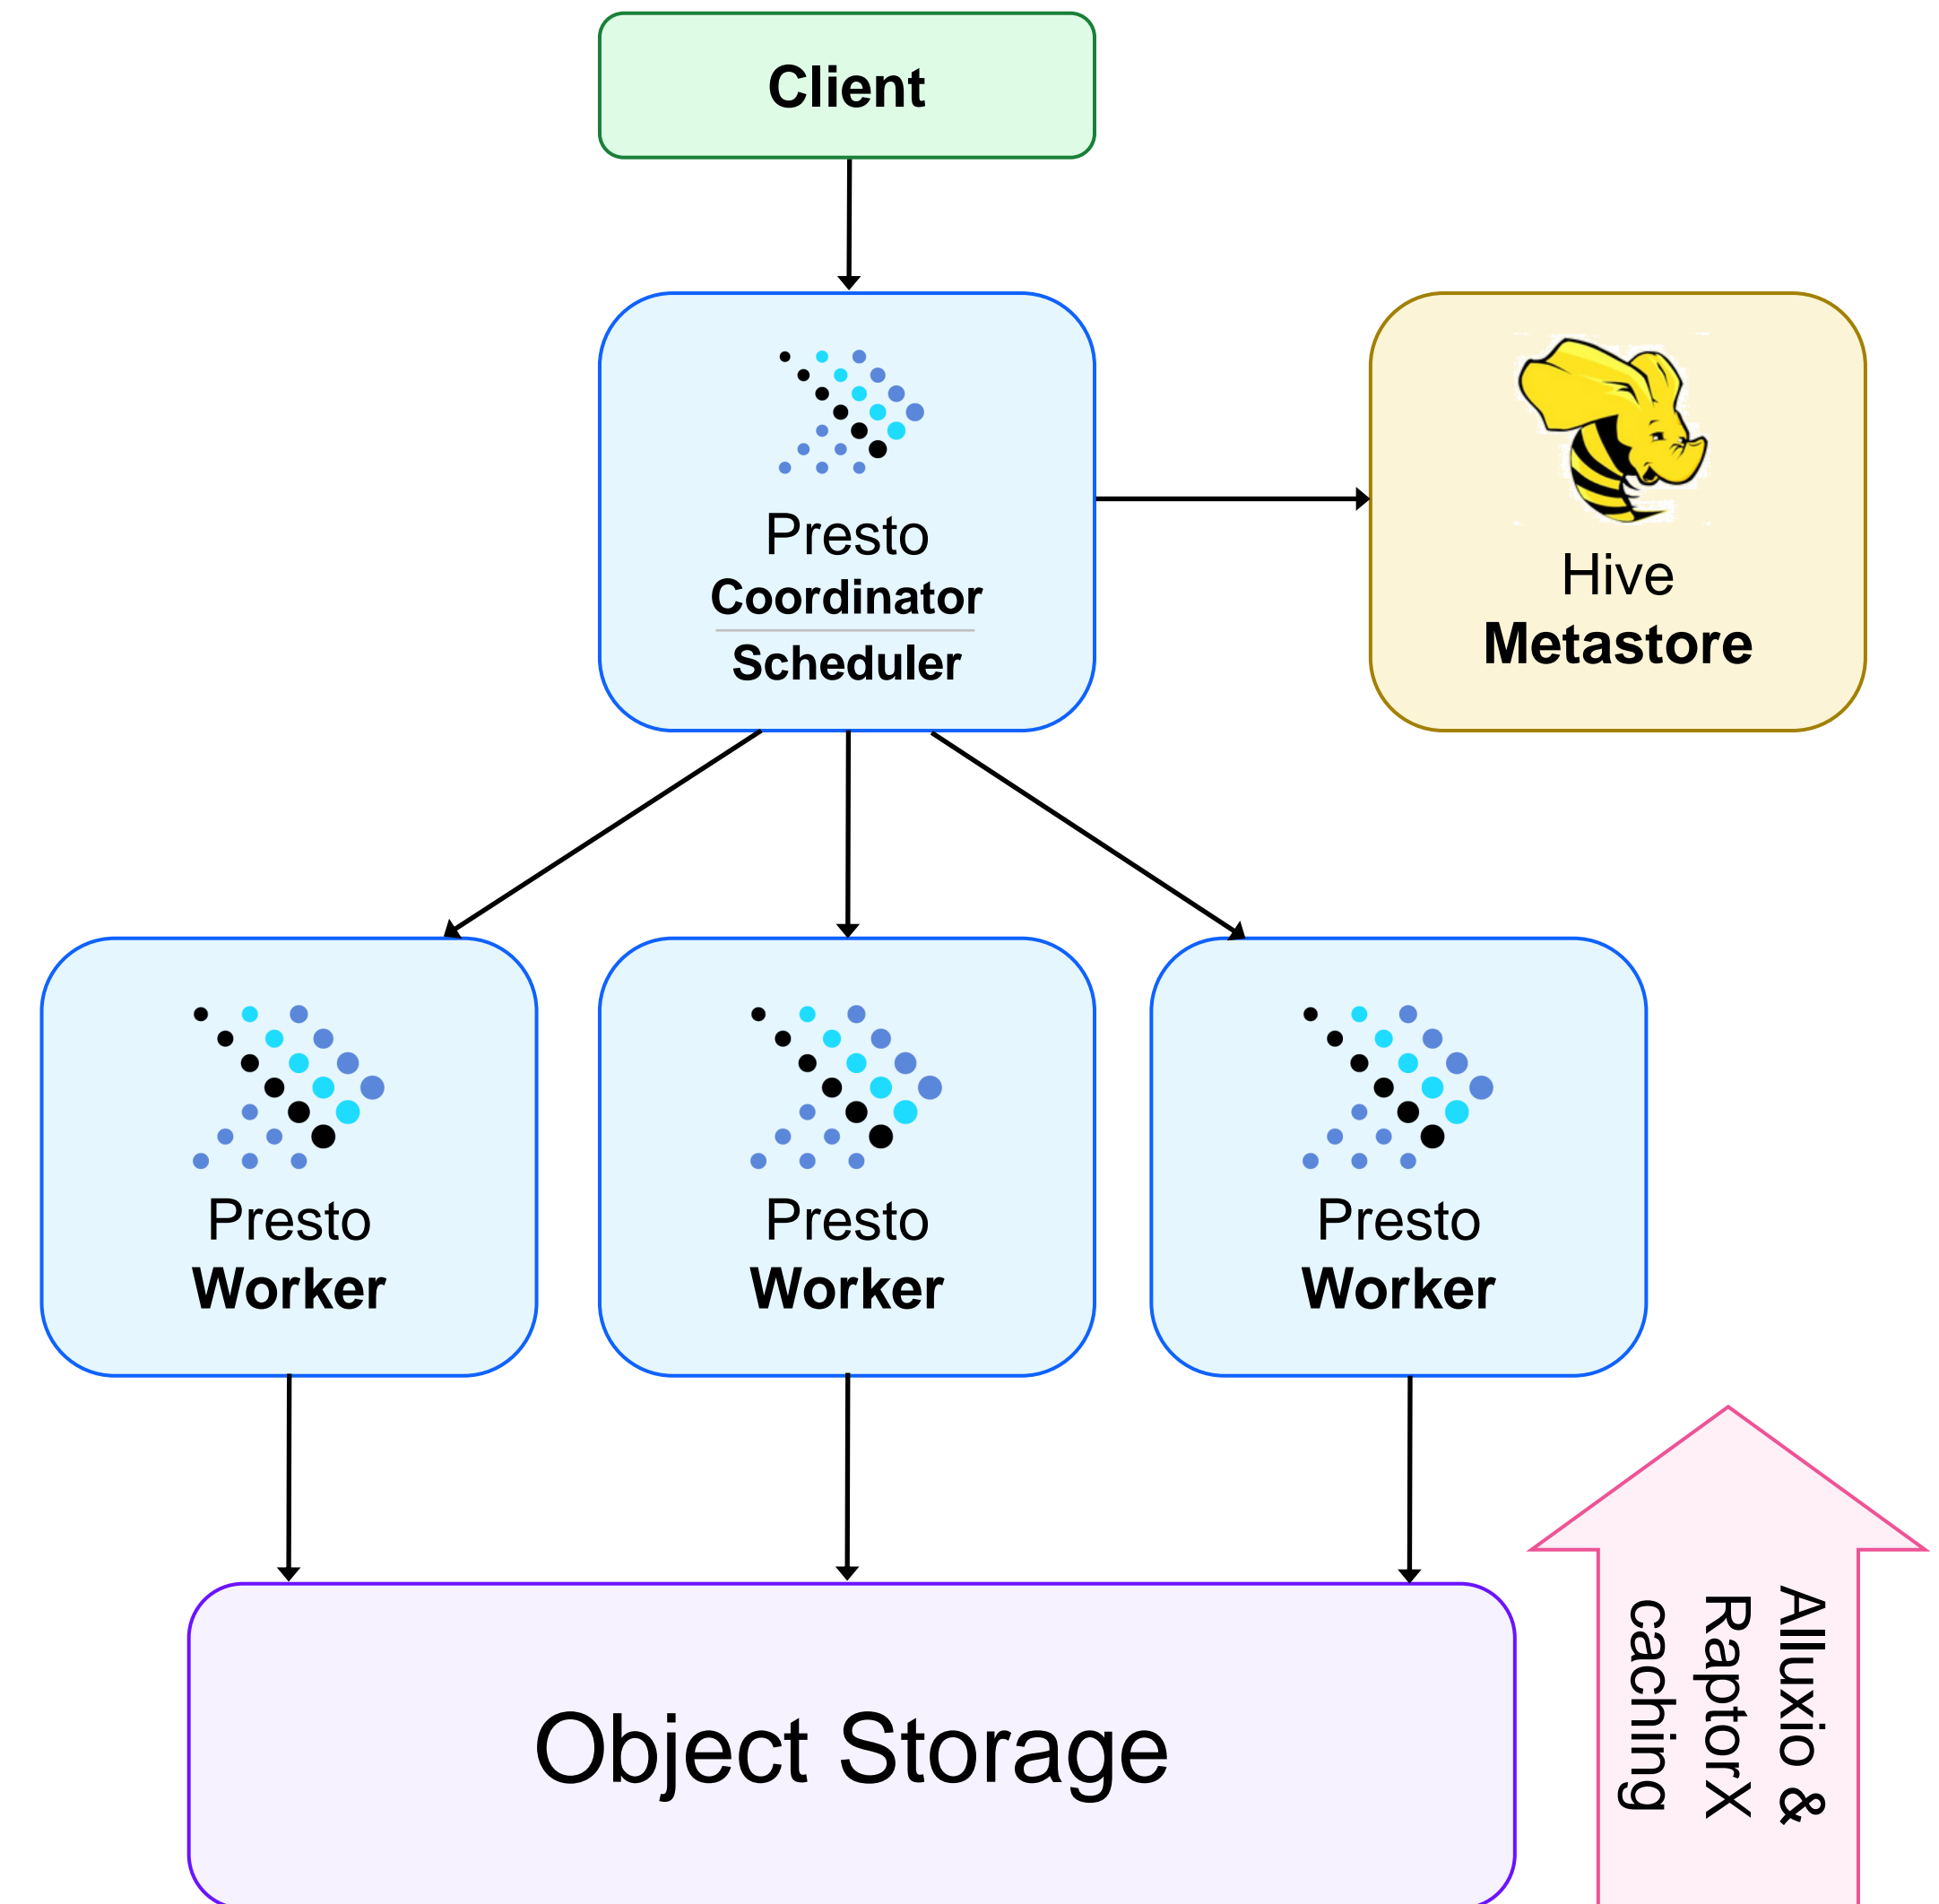 Client
Presto
Coordinator
Scheduler
Hive
Metastore
Presto
Worker
Presto
Worker
Presto
Worker
Object Storage
Alluxio &
RaptorX
caching